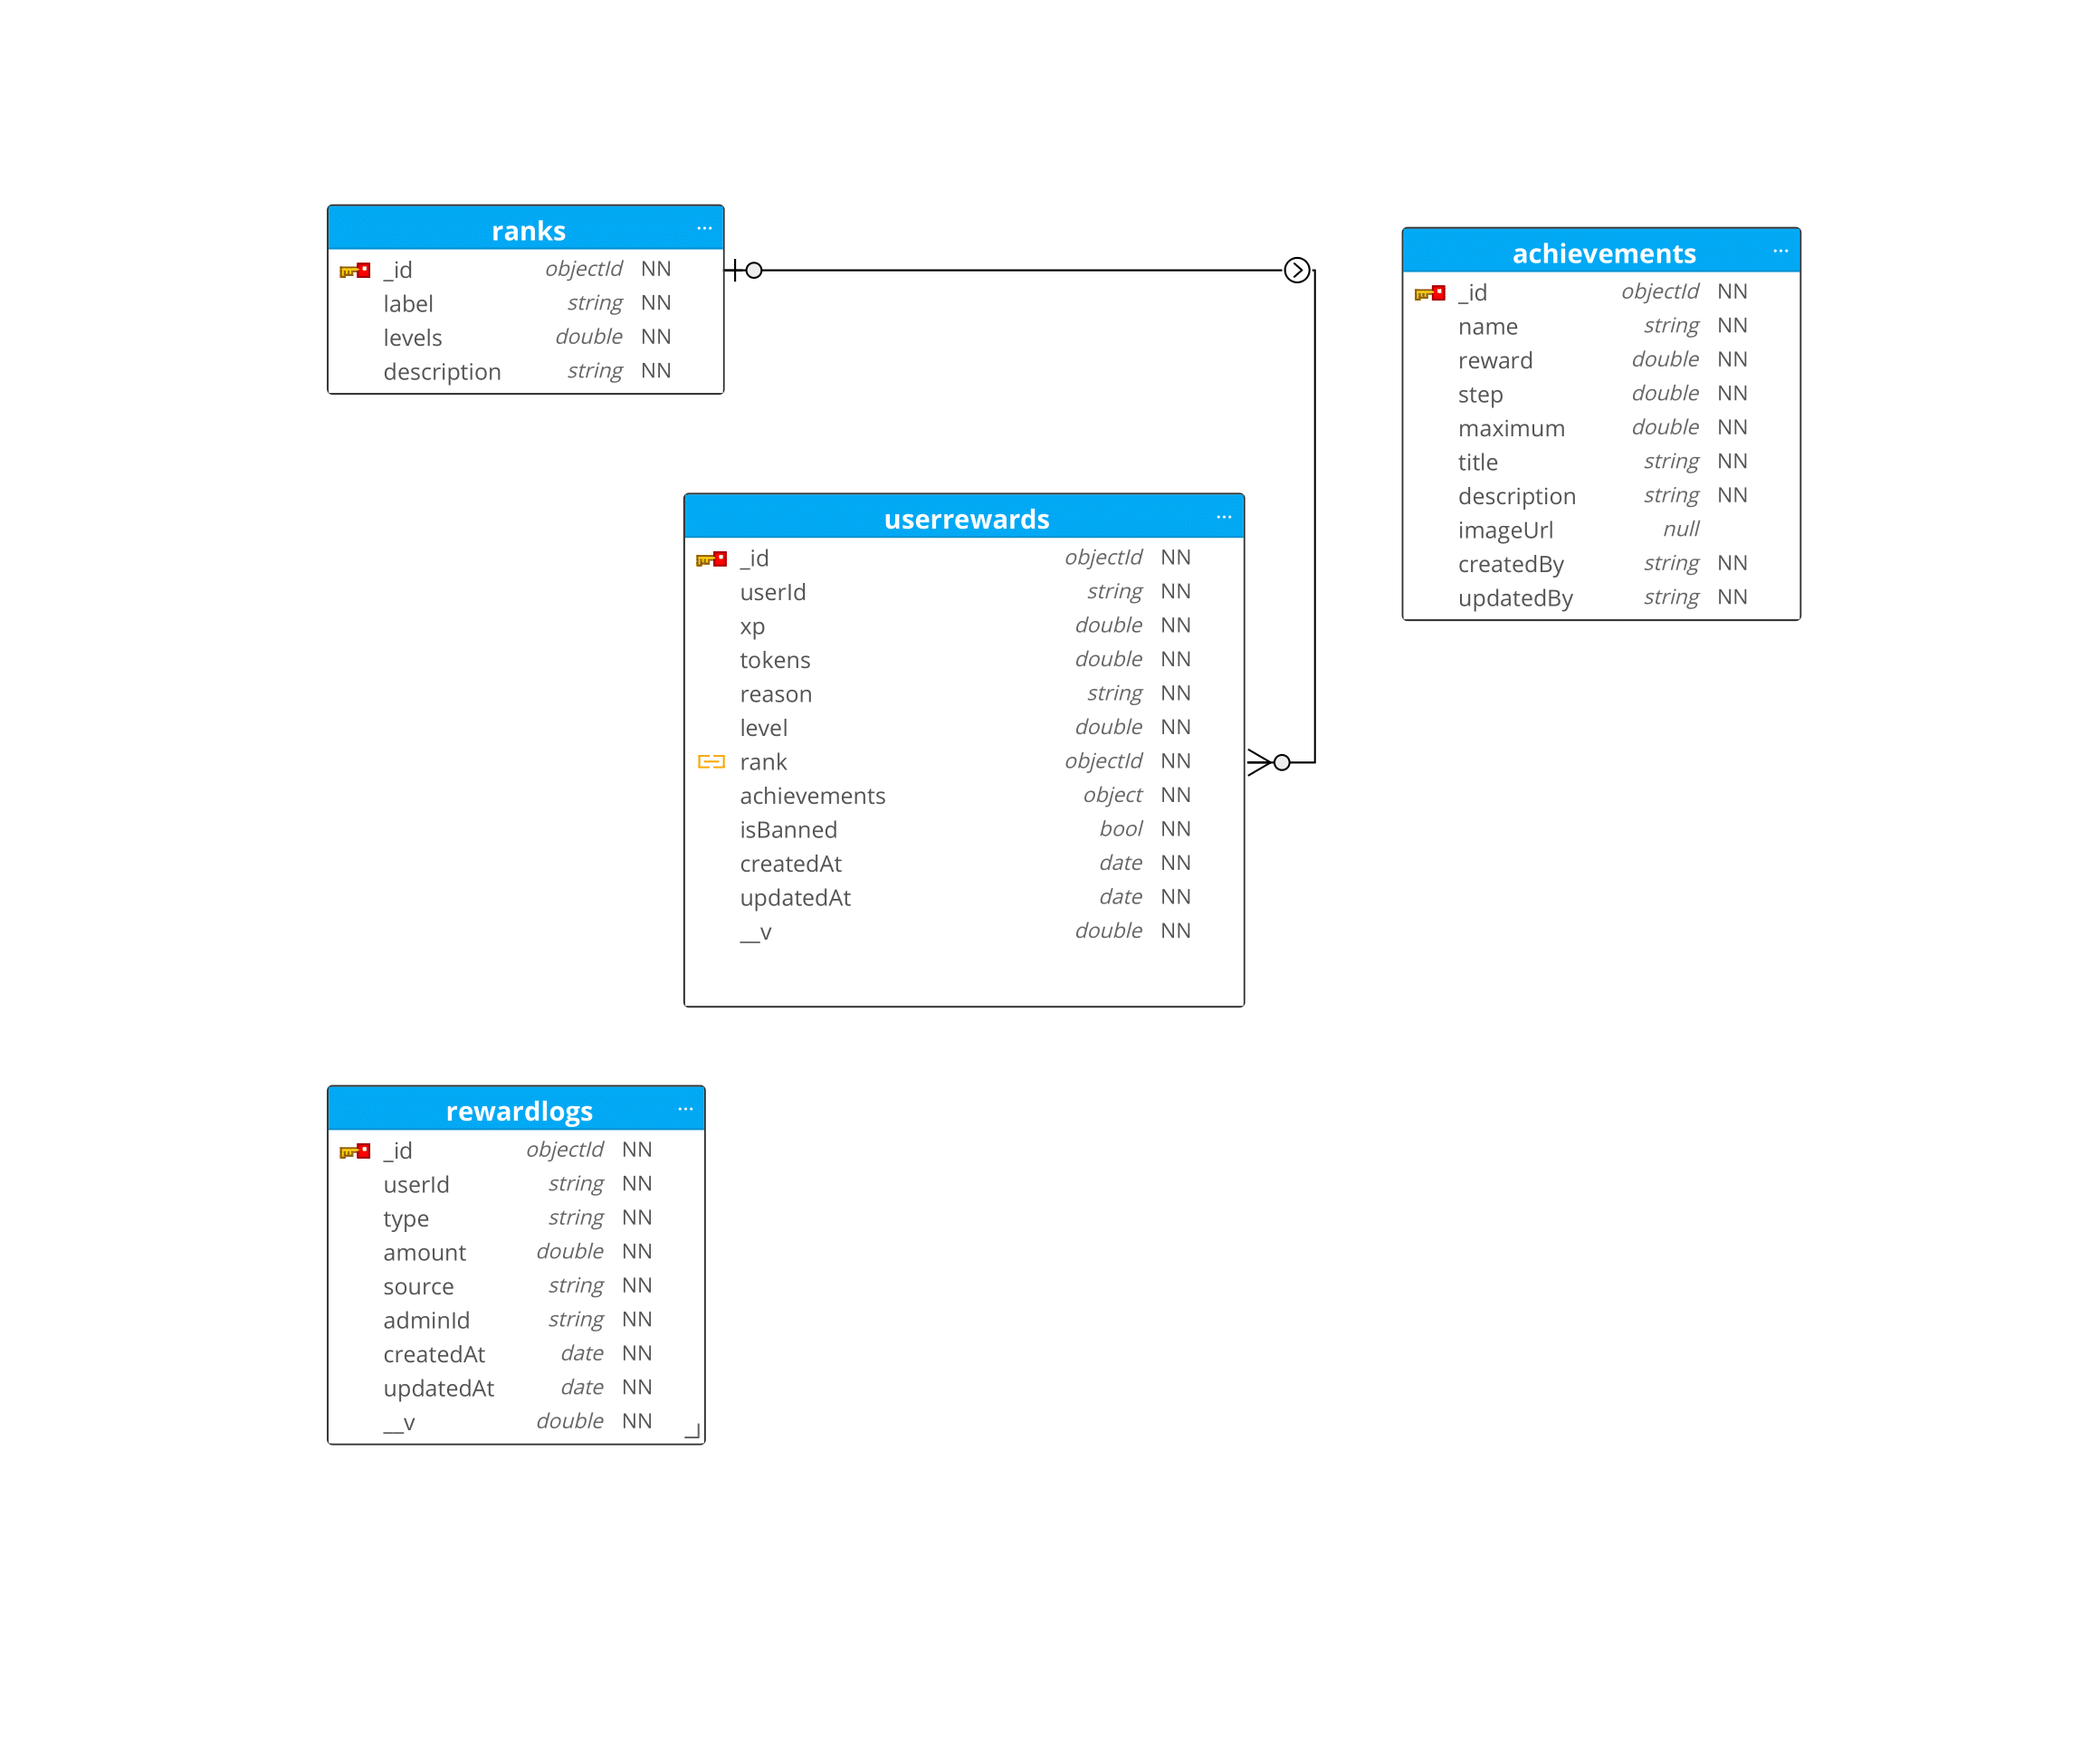 ranks ...
_id objectId NN
label string NN
levels double NN
description string NN
achievements ...
_id objectId NN
name string NN
reward double NN
step double NN
maximum double NN
title string NN
description string NN
imageUrl null
createdBy string NN
updatedBy string NN
userrewards ...
_id objectId NN
userId string NN
xp double NN
tokens double NN
reason string NN
level double NN
rank objectId NN
achievements object NN
isBanned bool NN
createdAt date NN
updatedAt date NN
__v double NN
rewardlogs ...
_id objectId NN
userId string NN
type string NN
amount double NN
source string NN
adminId string NN
createdAt date NN
updatedAt date NN
__v double NN